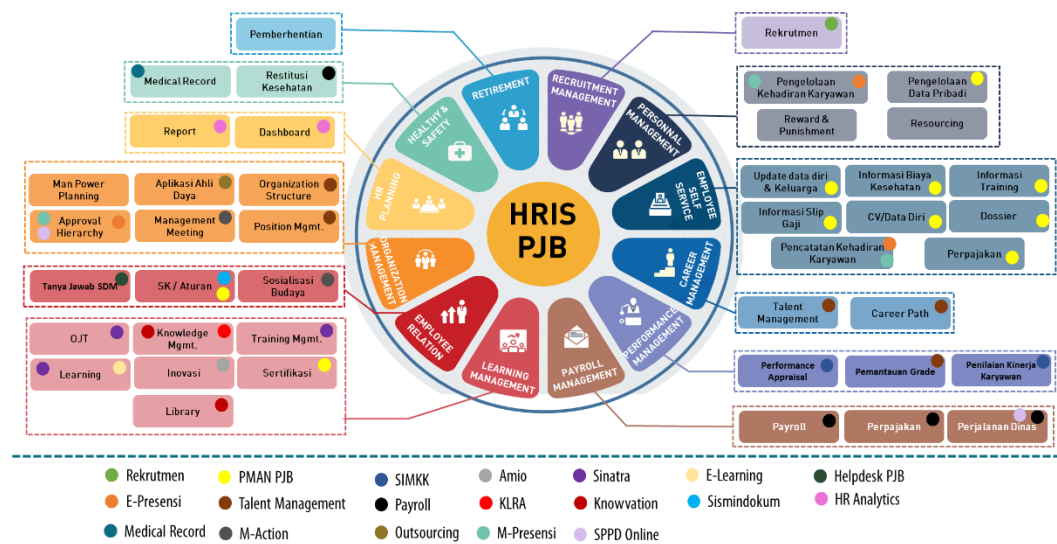 Pemberhentian
Rekrutmen
Medical Record
Restitusi
Kesehatan
Report
Dashboard
Man Power
Planning
Aplikasi Ahli
Daya
Organization
Structure
Approval
Hierarchy
Management
Meeting
Position Mgmt.
Tanya Jawab SDM
SK / Aturan
Sosialisasi
Budaya
OJT
Knowledge
Mgmt.
Training Mgmt.
Learning
Inovasi
Sertifikasi
Library
RETIREMENT
RECRUITMENT
MANAGEMENT
PERSONNAL
MANAGEMENT
EMPLOYEE
SELF
SERVICE
CAREER
MANAGEMENT
PERFORMANCE
MANAGEMENT
PAYROLL
MANAGEMENT
LEARNING
MANAGEMENT
EMPLOYEE
RELATION
ORGANIZATION
MANAGEMENT
HR
PLANNING
HEALTHY &
SAFETY
HRIS
PJB
Pengelolaan
Kehadiran Karyawan
Pengelolaan
Data Pribadi
Reward &
Punishment
Resourcing
Update data diri
& Keluarga
Informasi Biaya
Kesehatan
Informasi
Training
Informasi Slip
Gaji
CV/Data Diri
Dossier
Pencatatan Kehadiran
Karyawan
Perpajakan
Talent
Management
Career Path
Performance
Appraisal
Pemantauan Grade
Penilaian Kinerja
Karyawan
Payroll
Perpajakan
Perjalanan Dinas
Rekrutmen
PMAN PJB
SIMKK
Amio
Sinatra
E-Learning
Helpdesk PJB
E-Presensi
Talent Management
Payroll
KLRA
Knowvation
Sismindokum
HR Analytics
Medical Record
M-Action
Outsourcing
M-Presensi
SPPD Online